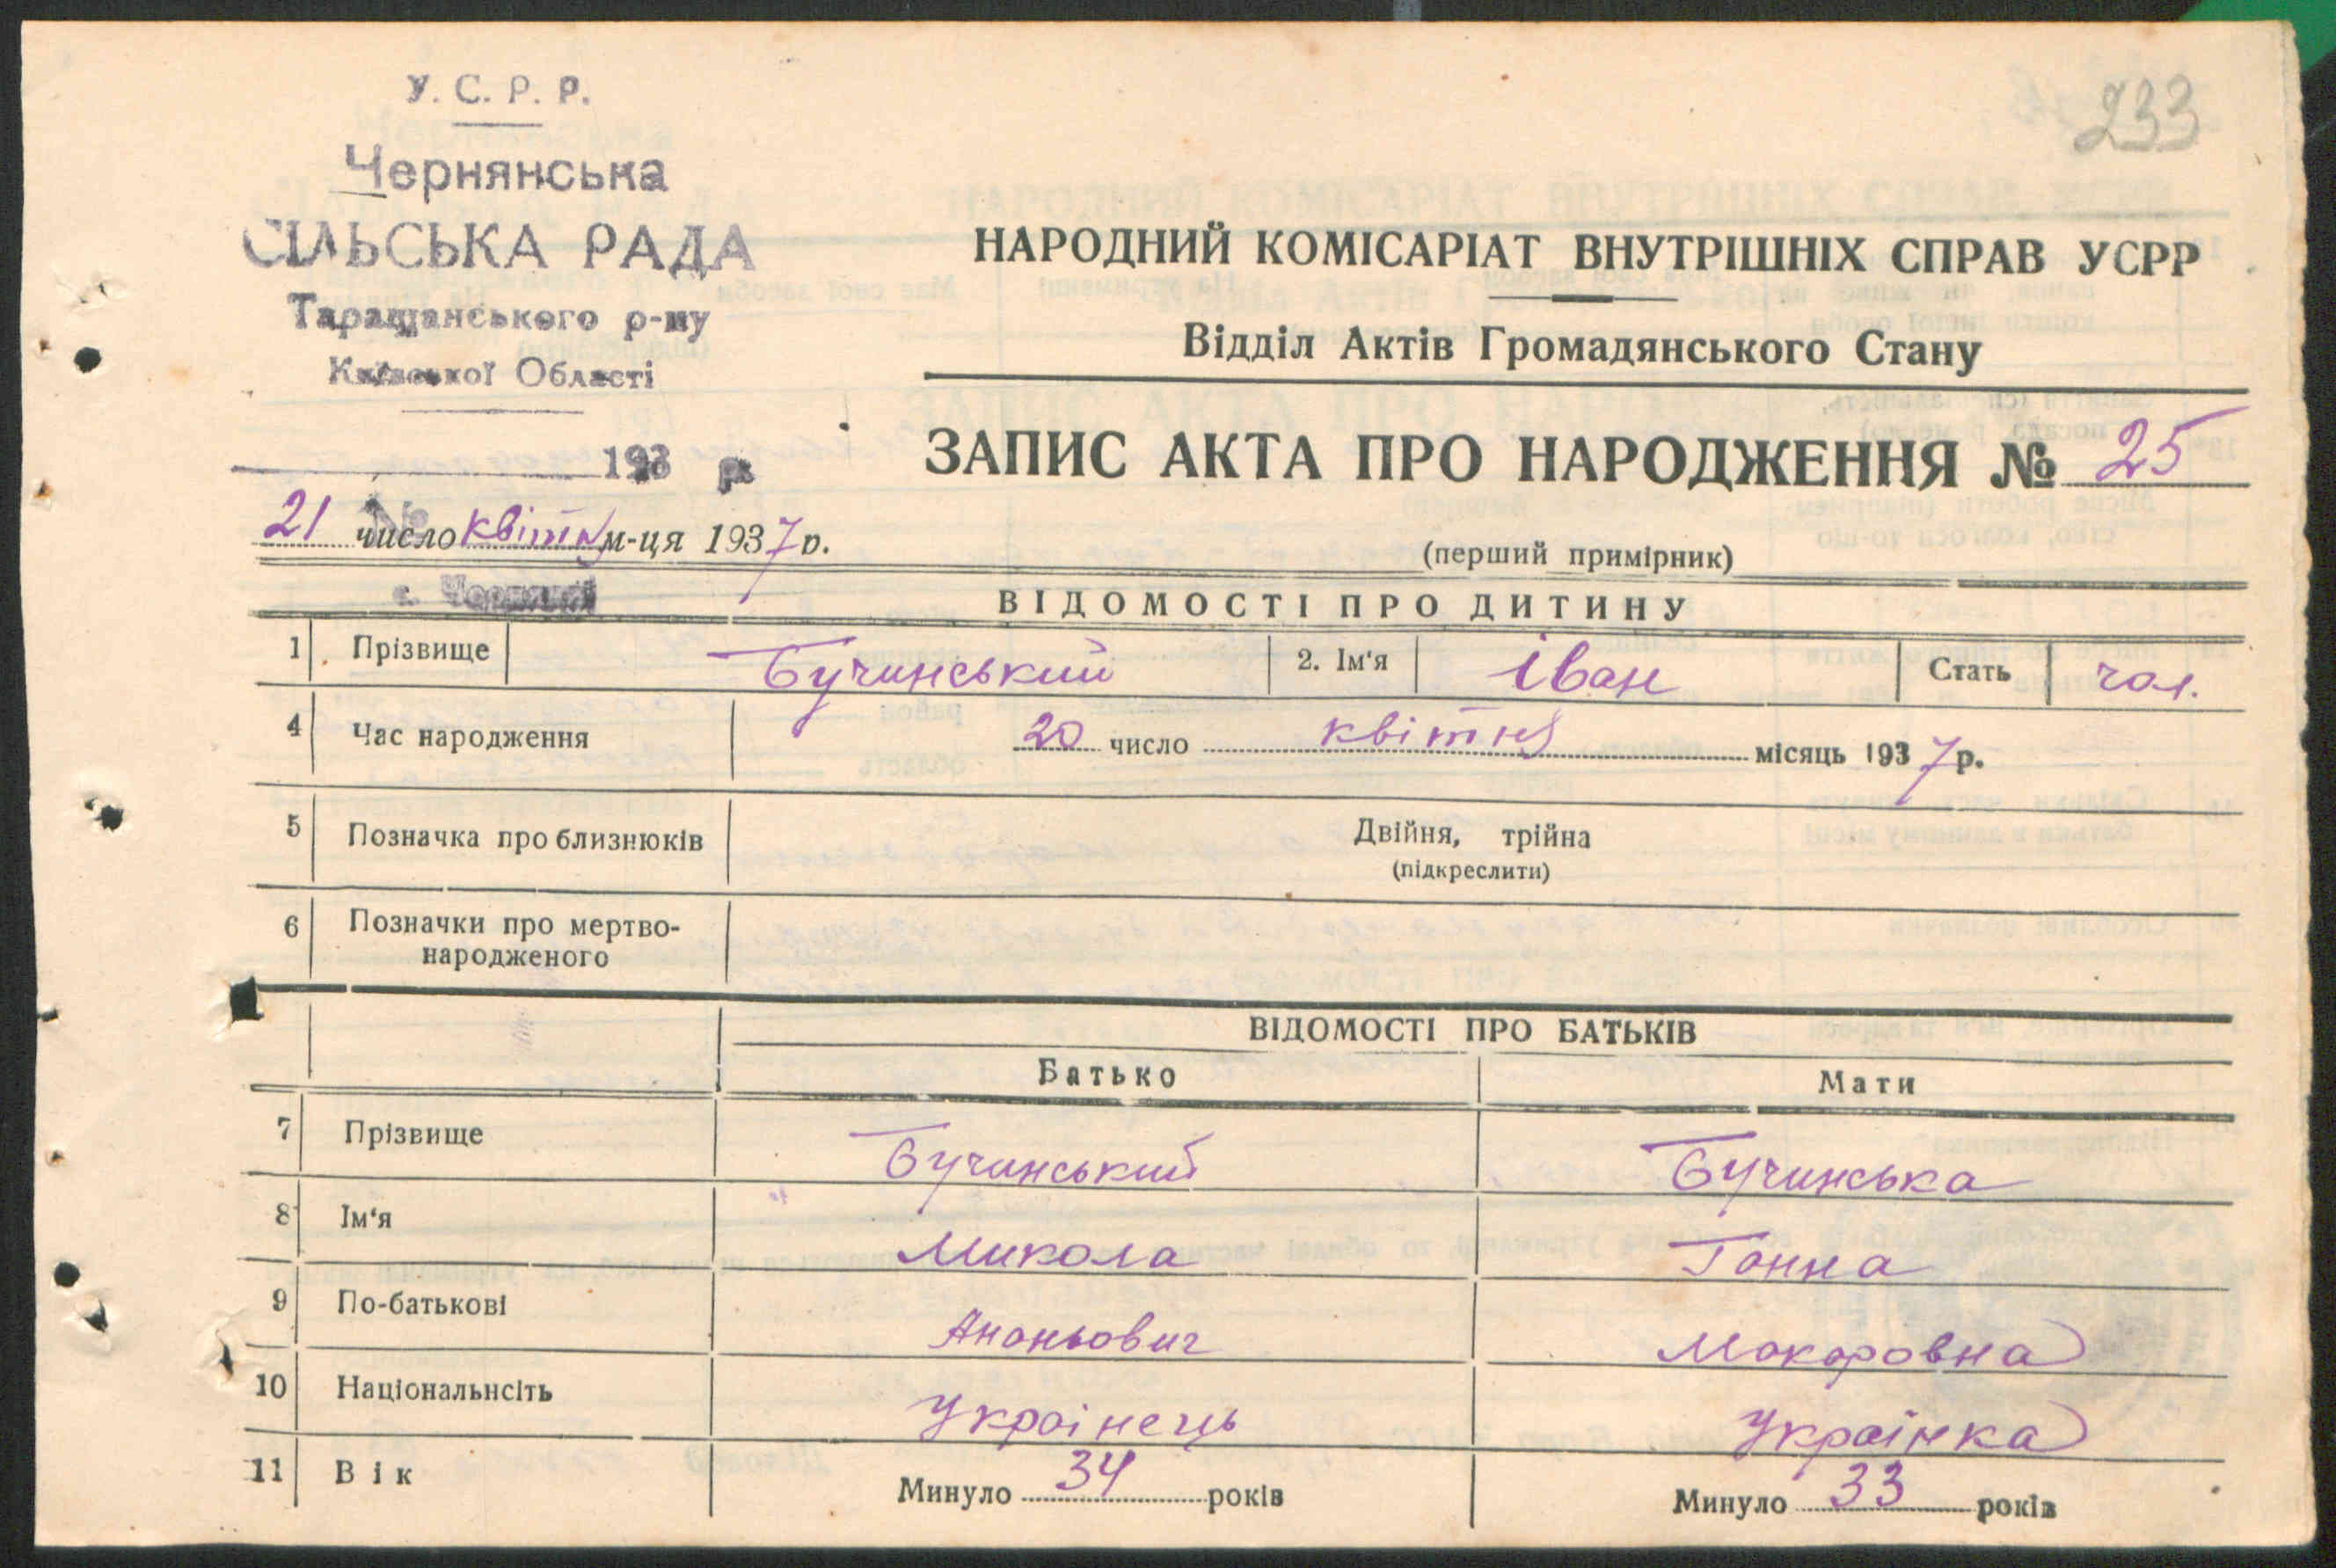 233
У. С. Р. Р.
Чернянська
СІЛЬСЬКА РАДА
Таращанського р-ну
Київської Області
193 р.
№
21 число квітня м-ця 1937 р.
НАРОДНИЙ КОМІСАРІАТ ВНУТРІШНІХ СПРАВ УСРР
Відділ Актів Громадянського Стану
ЗАПИС АКТА ПРО НАРОДЖЕННЯ № 25
(перший примірник)
ВІДОМОСТІ ПРО ДИТИНУ
1 Прізвище Бучинський 2. Ім'я Іван Стать чол.
4 Час народження 20 число квітня місяць 1937 р.
5 Позначка про близнюків Двійня, трійна
(підкреслити)
6 Позначки про мертво-
народженого
ВІДОМОСТІ ПРО БАТЬКІВ
Батько Мати
7 Прізвище Бучинський Бучинська
8 Ім'я Микола Ганна
9 По-батькові Ананьович Макаровна
10 Національнсіть Украінець Украінка
11 Вік Минуло 34 років Минуло 33 років